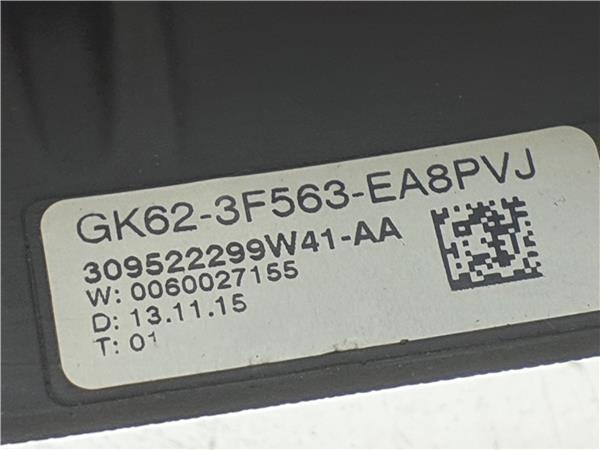 GK62-3F563-EA8PVJ
309522299W41-AA
W: 0060027155
D: 13.11.15
T: 01